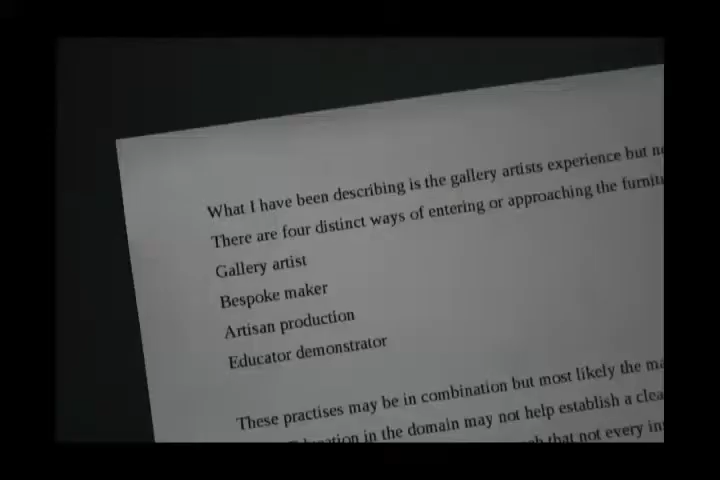 What I have been describing is the gallery artists experience but
There are four distinct ways of entering or approaching the
Gallery artist
Bespoke maker
Artisan production
Educator demonstrator
These practises may be in combination but most likely the
in the domain may not help establish a
that not every